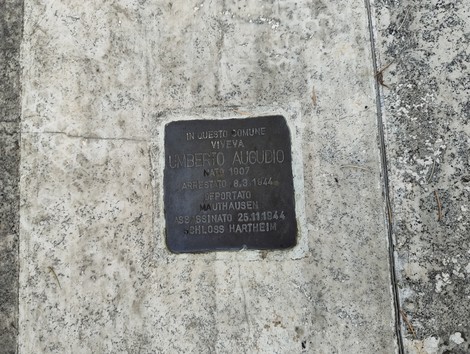 IN QUESTO COMUNE
VIVEVA
UMBERTO AUGUDIO
NATO 1907
ARRESTATO 8.3.1944
DEPORTATO
MAUTHAUSEN
ASSASSINATO 25.11.1944
SCHLOSS HARTHEIM